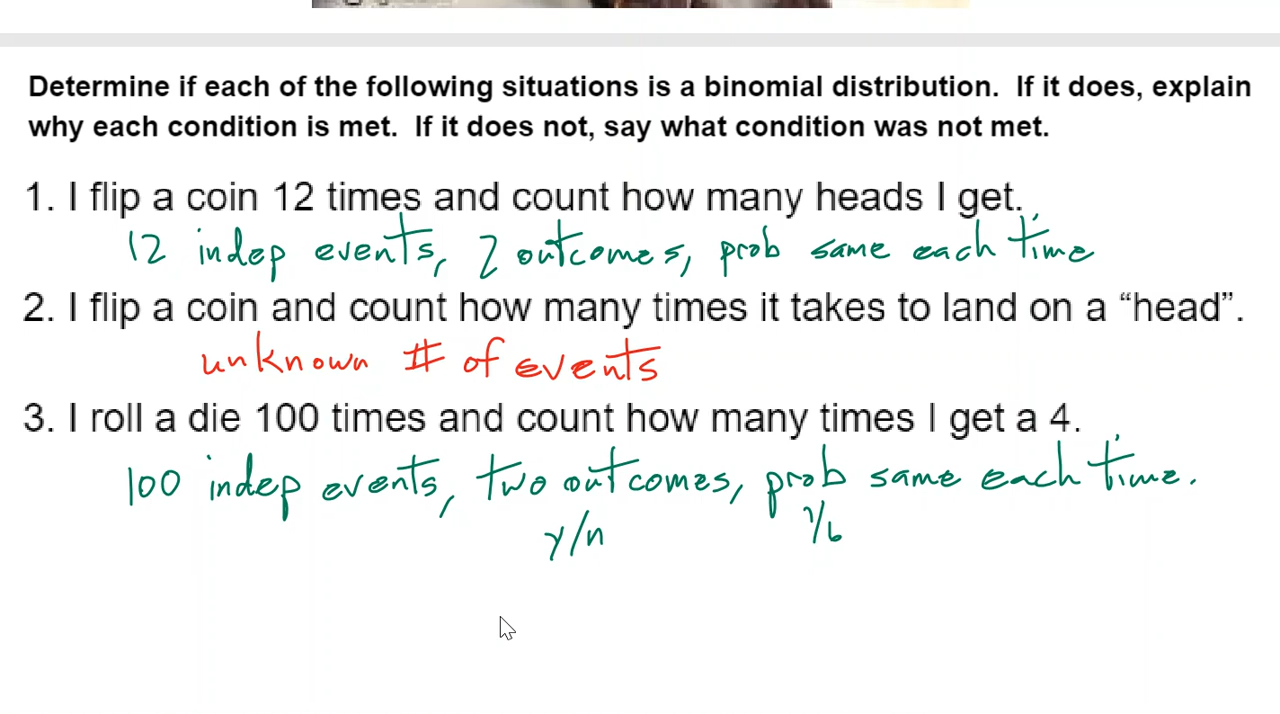 Determine if each of the following situations is a binomial distribution. If it does, explain
why each condition is met. If it does not, say what condition was not met.
1. I flip a coin 12 times and count how many heads I get.
12 indep events, 2 outcomes, prob same each time
2. I flip a coin and count how many times it takes to land on a “head”.
unknown # of events
3. I roll a die 100 times and count how many times I get a 4.
100 indep events, two outcomes, prob same each time.
y/n 1/6